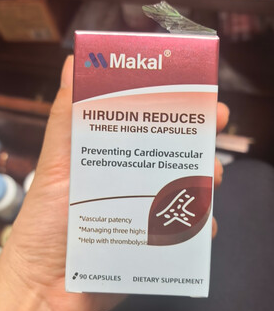 Makal®
HIRUDIN REDUCES
THREE HIGHS CAPSULES
Preventing Cardiovascular
Cerebrovascular Diseases
*Vascular patency
*Managing three highs
*Help with thrombolysis
90 CAPSULES DIETARY SUPPLEMENT